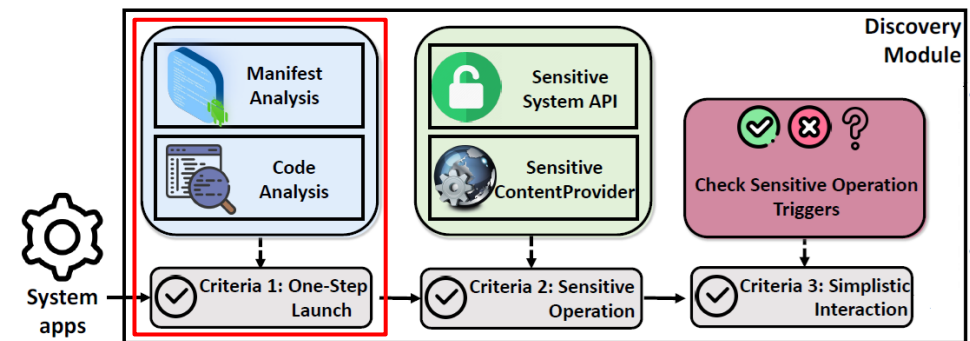 Discovery
Module
Manifest
Analysis
Code
Analysis
Sensitive
System API
Sensitive
ContentProvider
Check Sensitive Operation
Triggers
System
apps
Criteria 1: One-Step
Launch
Criteria 2: Sensitive
Operation
Criteria 3: Simplistic
Interaction